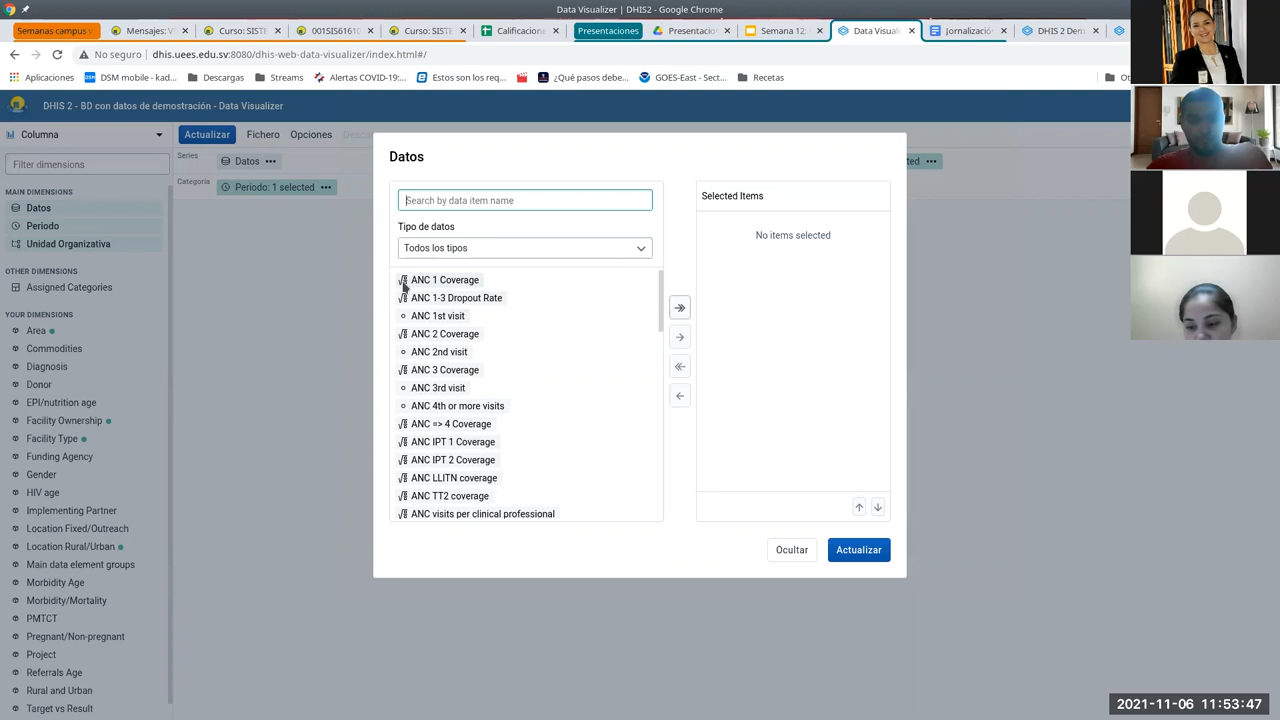 Data Visualizer | DHIS2 - Google Chrome
Semanas campus v
Mensajes: V
Curso: SISTE
001SIS61610
Curso: SISTE
Calificacione
Presentaciones
Presentacio
Semana 12:
Data Visuali
Jornalizació
DHIS 2 Dem
No seguro
dhis.uees.edu.sv:8080/dhis-web-data-visualizer/index.html#/
Aplicaciones
DSM mobile - kad...
Descargas
Streams
Alertas COVID-19:...
Estos son los req...
¿Qué pasos debe...
GOES-East - Sect...
Recetas
Ot
DHIS 2 - BD con datos de demostración - Data Visualizer
Columna
Actualizar
Fichero
Opciones
Filter dimensions
Series
Datos
Categoría
Periodo: 1 selected
ted
MAIN DIMENSIONS
Datos
Periodo
Unidad Organizativa
OTHER DIMENSIONS
Assigned Categories
YOUR DIMENSIONS
Area
Commodities
Diagnosis
Donor
EPI/nutrition age
Facility Ownership
Facility Type
Funding Agency
Gender
HIV age
Implementing Partner
Location Fixed/Outreach
Location Rural/Urban
Main data element groups
Morbidity Age
Morbidity/Mortality
PMTCT
Pregnant/Non-pregnant
Project
Referrals Age
Rural and Urban
Target vs Result
Datos
Search by data item name
Tipo de datos
Todos los tipos
ANC 1 Coverage
ANC 1-3 Dropout Rate
ANC 1st visit
ANC 2 Coverage
ANC 2nd visit
ANC 3 Coverage
ANC 3rd visit
ANC 4th or more visits
ANC => 4 Coverage
ANC IPT 1 Coverage
ANC IPT 2 Coverage
ANC LLITN coverage
ANC TT2 coverage
ANC visits per clinical professional
Selected Items
No items selected
Ocultar
Actualizar
2021-11-06 11:53:47